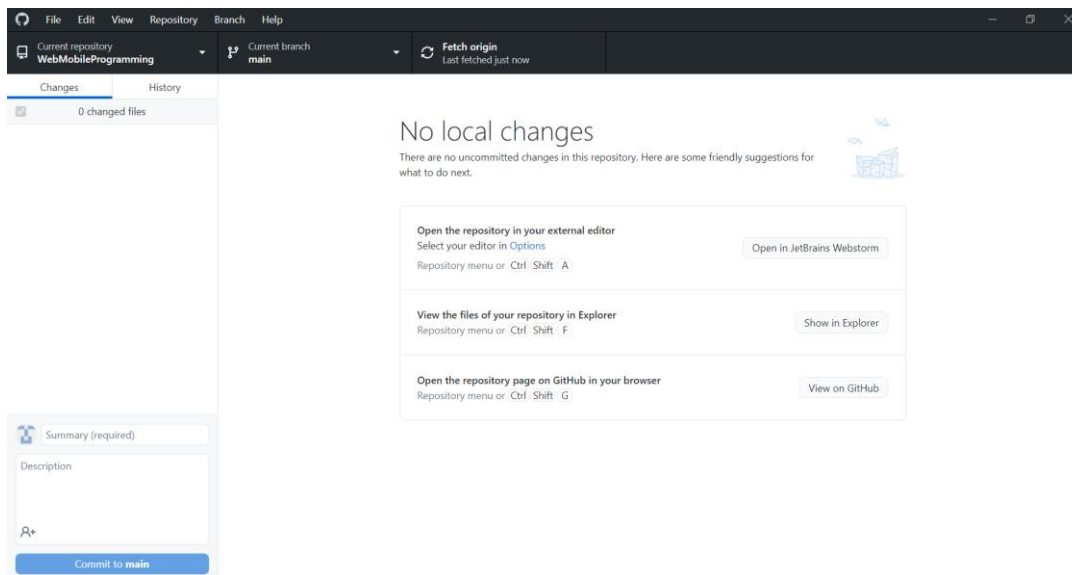 File Edit View Repository Branch Help
Current repository
WebMobileProgramming
Current branch
main
Fetch origin
Last fetched just now
Changes History
0 changed files
No local changes
There are no uncommitted changes in this repository. Here are some friendly suggestions for
what to do next.
Open the repository in your external editor
Select your editor in Options
Repository menu or Ctrl Shift A
Open in JetBrains Webstorm
View the files of your repository in Explorer
Repository menu or Ctrl Shift F
Show in Explorer
Open the repository page on GitHub in your browser
Repository menu or Ctrl Shift G
View on GitHub
Summary (required)
Description
Commit to main